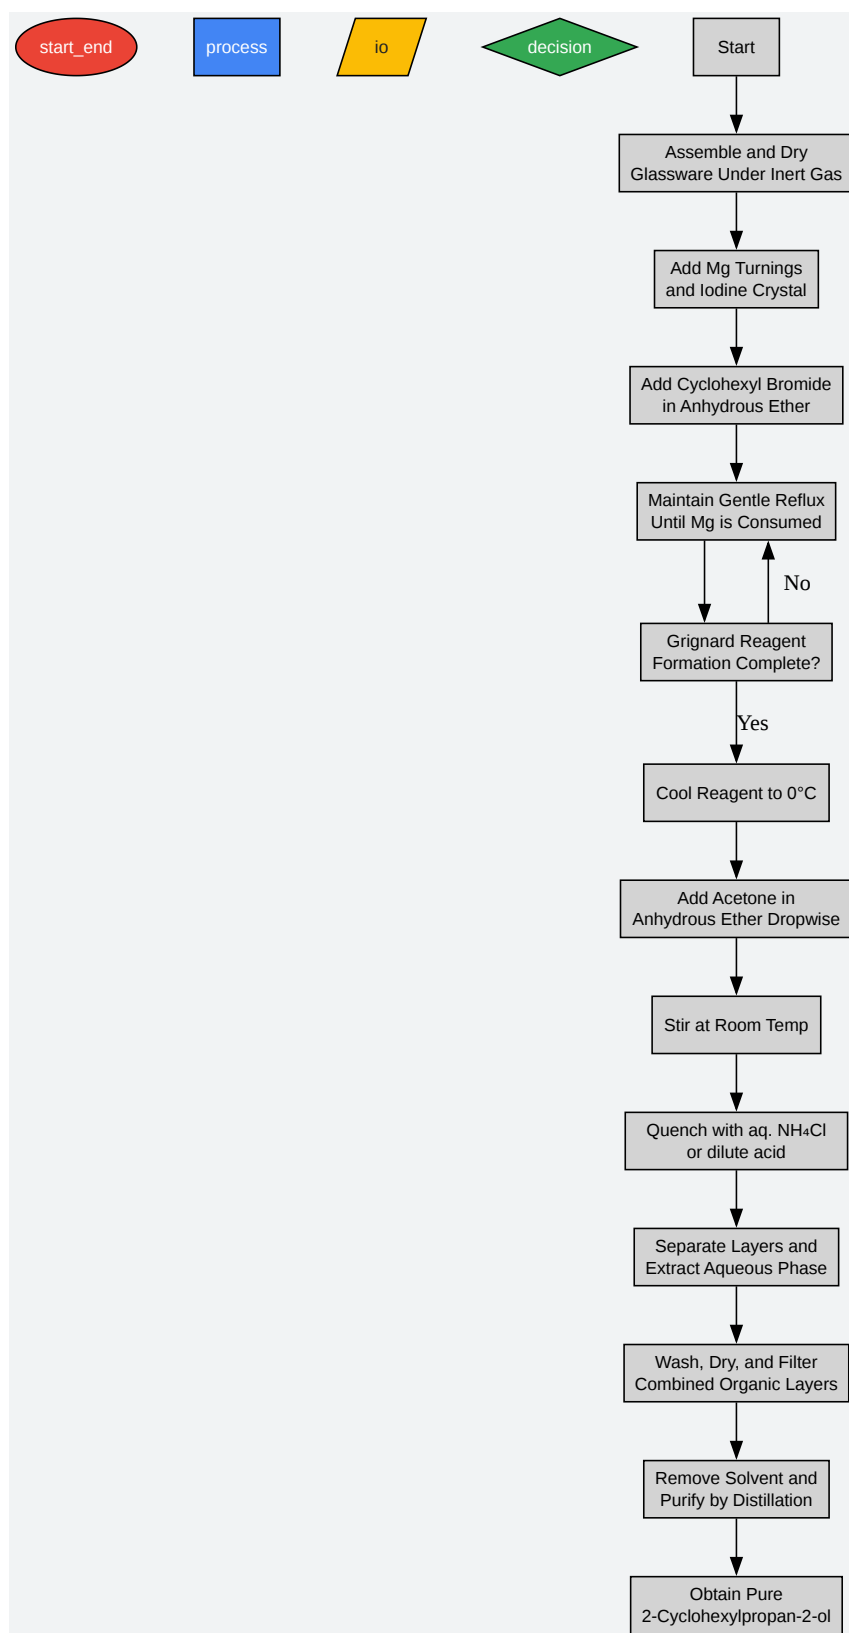 start_end
process
io
decision
Start
Assemble and Dry
Glassware Under Inert Gas
Add Mg Turnings
and Iodine Crystal
Add Cyclohexyl Bromide
in Anhydrous Ether
Maintain Gentle Reflux
Until Mg is Consumed
No
Grignard Reagent
Formation Complete?
Yes
Cool Reagent to 0°C
Add Acetone in
Anhydrous Ether Dropwise
Stir at Room Temp
Quench with aq. NH₄Cl
or dilute acid
Separate Layers and
Extract Aqueous Phase
Wash, Dry, and Filter
Combined Organic Layers
Remove Solvent and
Purify by Distillation
Obtain Pure
2-Cyclohexylpropan-2-ol